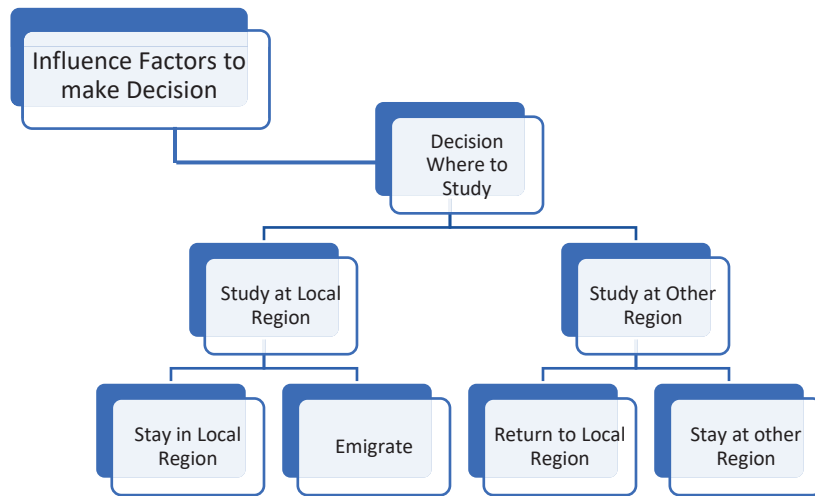 Influence Factors to
make Decision
Decision
Where to
Study
Study at Local
Region
Study at Other
Region
Stay in Local
Region
Emigrate
Return to Local
Region
Stay at other
Region